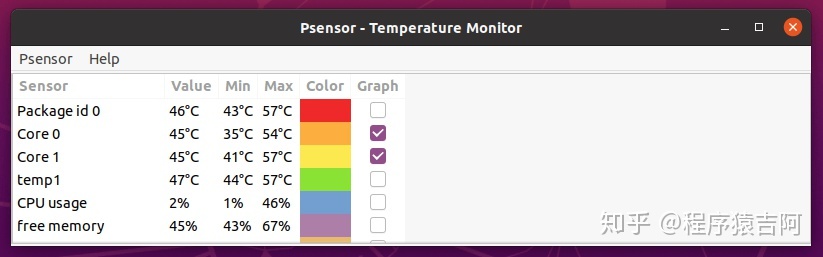 Psensor - Temperature Monitor
Psensor Help
Sensor Value Min Max Color Graph
Package id 0 46°C 43°C 57°C
Core 0 45°C 35°C 54°C
Core 1 45°C 41°C 57°C
temp1 47°C 44°C 57°C
CPU usage 2% 1% 46%
free memory 45% 43% 67%
知乎 @程序猿吉阿